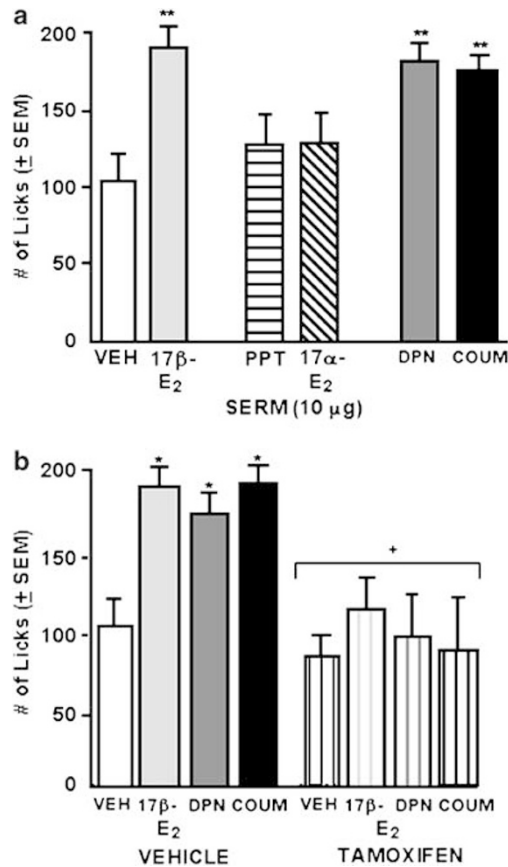 a
# of Licks (± SEM)
200
150
100
50
0
** ** **
VEH 17β-E₂ PPT 17α-E₂ DPN COUM
SERM (10 μg)
b
# of Licks (± SEM)
200
150
100
50
0
* * * +
VEH 17β-E₂ DPN COUM VEH 17β-E₂ DPN COUM
VEHICLE TAMOXIFEN